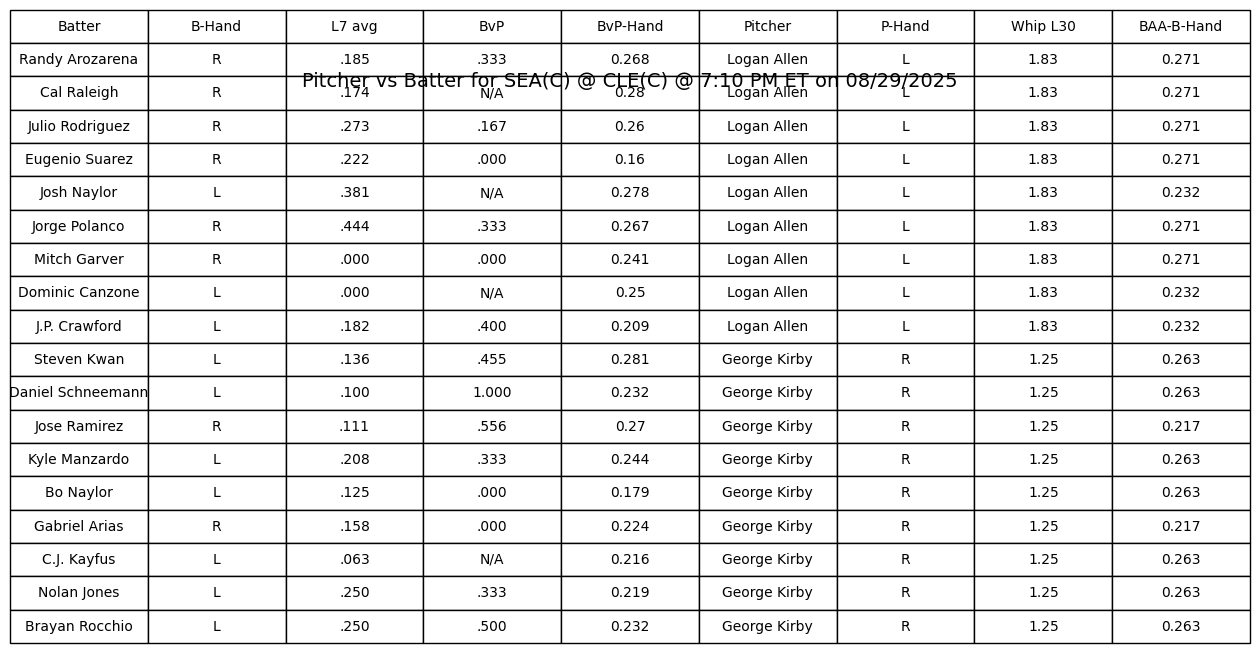 Batter B-Hand L7 avg BvP BvP-Hand Pitcher P-Hand Whip L30 BAA-B-Hand
Randy Arozarena R .185 .333 0.268 Logan Allen L 1.83 0.271
Pitcher vs Batter for SEA(C) @ CLE(C) @ 7:10 PM ET on 08/29/2025
Cal Raleigh R .174 N/A 0.28 Logan Allen L 1.83 0.271
Julio Rodriguez R .273 .167 0.26 Logan Allen L 1.83 0.271
Eugenio Suarez R .222 .000 0.16 Logan Allen L 1.83 0.271
Josh Naylor L .381 N/A 0.278 Logan Allen L 1.83 0.232
Jorge Polanco R .444 .333 0.267 Logan Allen L 1.83 0.271
Mitch Garver R .000 .000 0.241 Logan Allen L 1.83 0.271
Dominic Canzone L .000 N/A 0.25 Logan Allen L 1.83 0.232
J.P. Crawford L .182 .400 0.209 Logan Allen L 1.83 0.232
Steven Kwan L .136 .455 0.281 George Kirby R 1.25 0.263
Daniel Schneemann L .100 1.000 0.232 George Kirby R 1.25 0.263
Jose Ramirez R .111 .556 0.27 George Kirby R 1.25 0.217
Kyle Manzardo L .208 .333 0.244 George Kirby R 1.25 0.263
Bo Naylor L .125 .000 0.179 George Kirby R 1.25 0.263
Gabriel Arias R .158 .000 0.224 George Kirby R 1.25 0.217
C.J. Kayfus L .063 N/A 0.216 George Kirby R 1.25 0.263
Nolan Jones L .250 .333 0.219 George Kirby R 1.25 0.263
Brayan Rocchio L .250 .500 0.232 George Kirby R 1.25 0.263